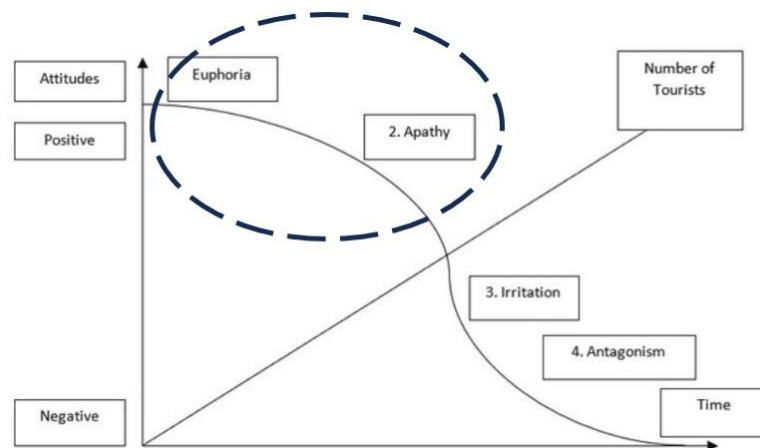 Attitudes
Euphoria
Number of
Tourists
Positive
2. Apathy
3. Irritation
4. Antagonism
Negative
Time